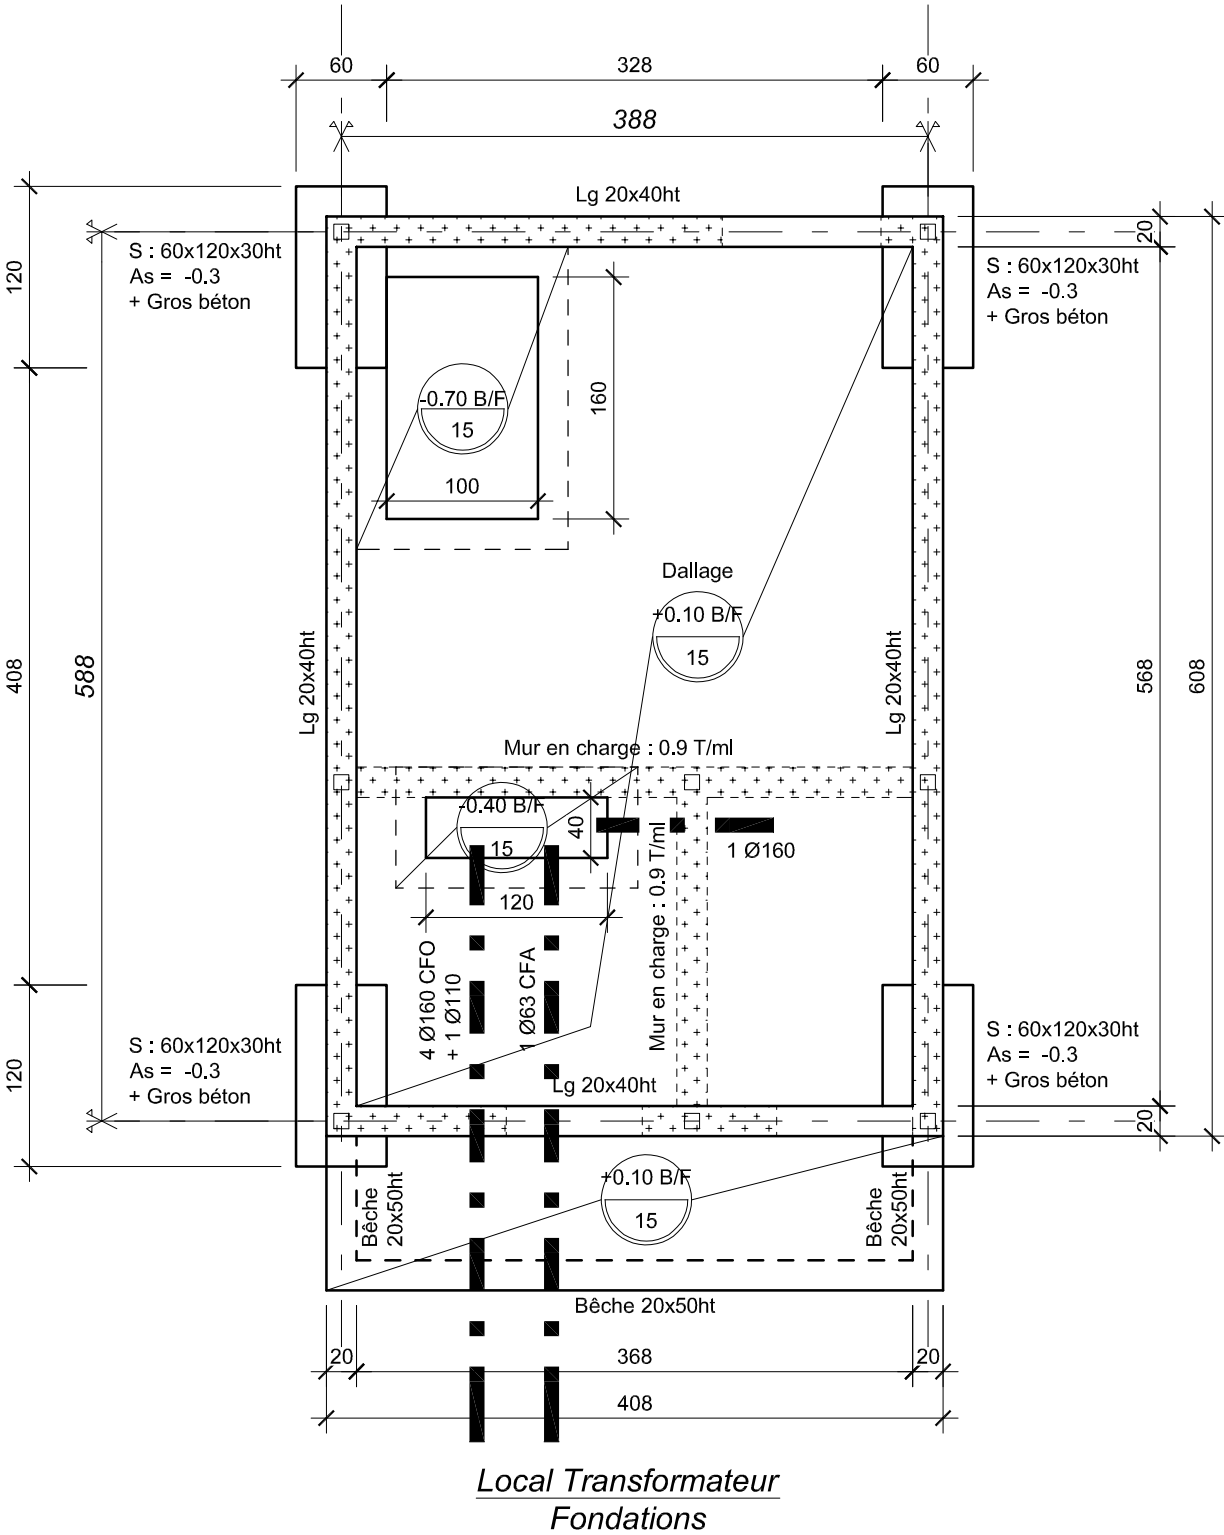 60
328
60
388
Lg 20x40ht
20
120
S : 60x120x30ht
As = -0.3
+ Gros béton
S : 60x120x30ht
As = -0.3
+ Gros béton
-0.70 B/F
15
160
100
Dallage
+0.10 B/F
15
408
588
Lg 20x40ht
Lg 20x40ht
568
608
Mur en charge : 0.9 T/ml
-0.40 B/F
15
40
1 Ø160
120
Mur en charge : 0.9 T/ml
4 Ø160 CFO
+ 1 Ø110
1 Ø63 CFA
120
S : 60x120x30ht
As = -0.3
+ Gros béton
S : 60x120x30ht
As = -0.3
+ Gros béton
Lg 20x40ht
20
+0.10 B/F
15
Bêche
20x50ht
Bêche
20x50ht
Bêche 20x50ht
20
368
20
408
Local Transformateur
Fondations